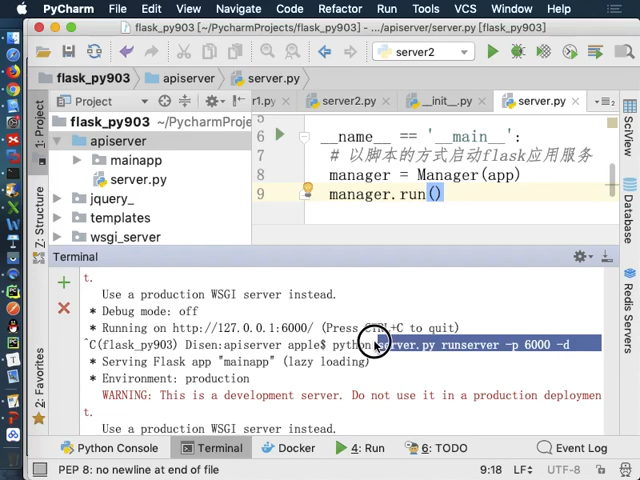 PyCharm File Edit View Navigate Code Refactor Run Tools VCS Window Help
flask_py903 [~/PycharmProjects/flask_py903] - .../apiserver/server.py [flask_py903]
server2
flask_py903 apiserver server.py
Project
r1.py server2.py __init__.py server.py
flask_py903 ~/Pycharm
apiserver
mainapp
server.py
jquery_
templates
wsgi_server
6 __name__ == '__main__':
7 # 以脚本的方式启动flask应用服务
8 manager = Manager(app)
9 manager.run()
1: Project
Z: Structure
2: Favorites
SciView
Database
Redis Servers
Terminal
t.
Use a production WSGI server instead.
* Debug mode: off
* Running on http://127.0.0.1:6000/ (Press CTRL+C to quit)
^C(flask_py903) Disen:apiserver apple$ python server.py runserver -p 6000 -d
* Serving Flask app "mainapp" (lazy loading)
* Environment: production
WARNING: This is a development server. Do not use it in a production deploymen
t.
Use a production WSGI server instead.
Python Console Terminal Docker 4: Run 6: TODO Event Log
PEP 8: no newline at end of file 9:18 LF UTF-8